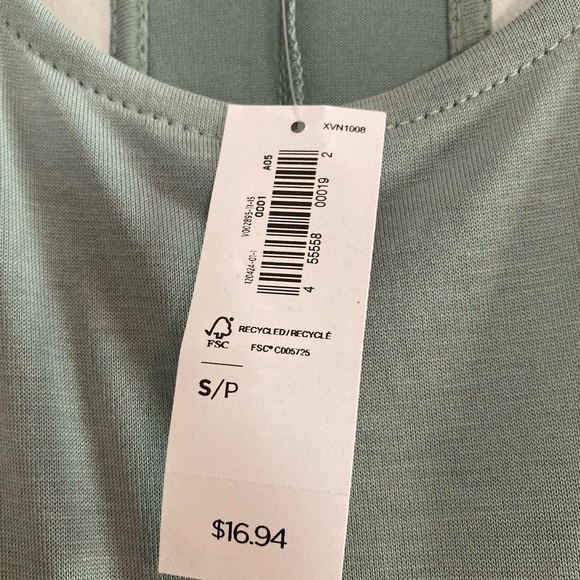 XVN1008
A05
0001
V002895-11-15
120424-01-1
4 55558 00019 2
FSC
RECYCLED/RECYCLÉ
FSC® C005725
S/P
$16.94